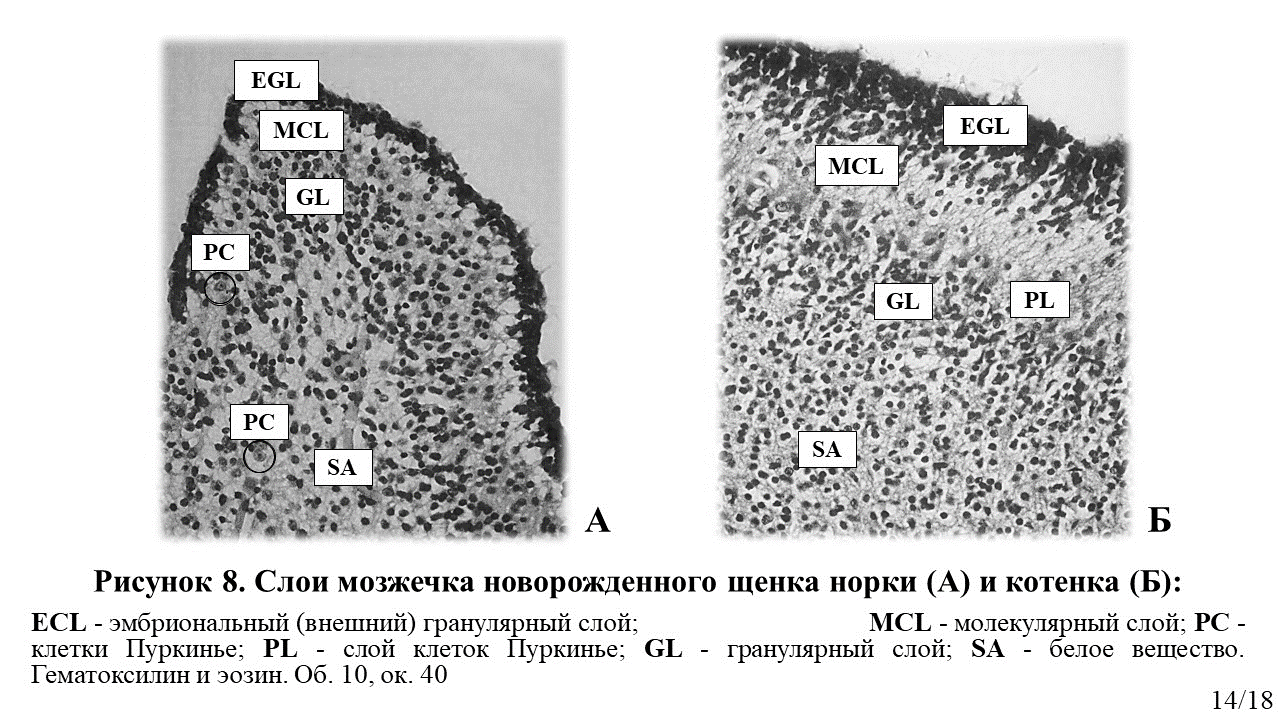 EGL
MCL
GL
PC
PC
SA
А
EGL
MCL
GL
PL
SA
Б
Рисунок 8. Слои мозжечка новорожденного щенка норки (А) и котенка (Б):
ECL - эмбриональный (внешний) гранулярный слой; MCL - молекулярный слой; PC -
клетки Пуркинье; PL - слой клеток Пуркинье; GL - гранулярный слой; SA - белое вещество.
Гематоксилин и эозин. Об. 10, ок. 40
14/18